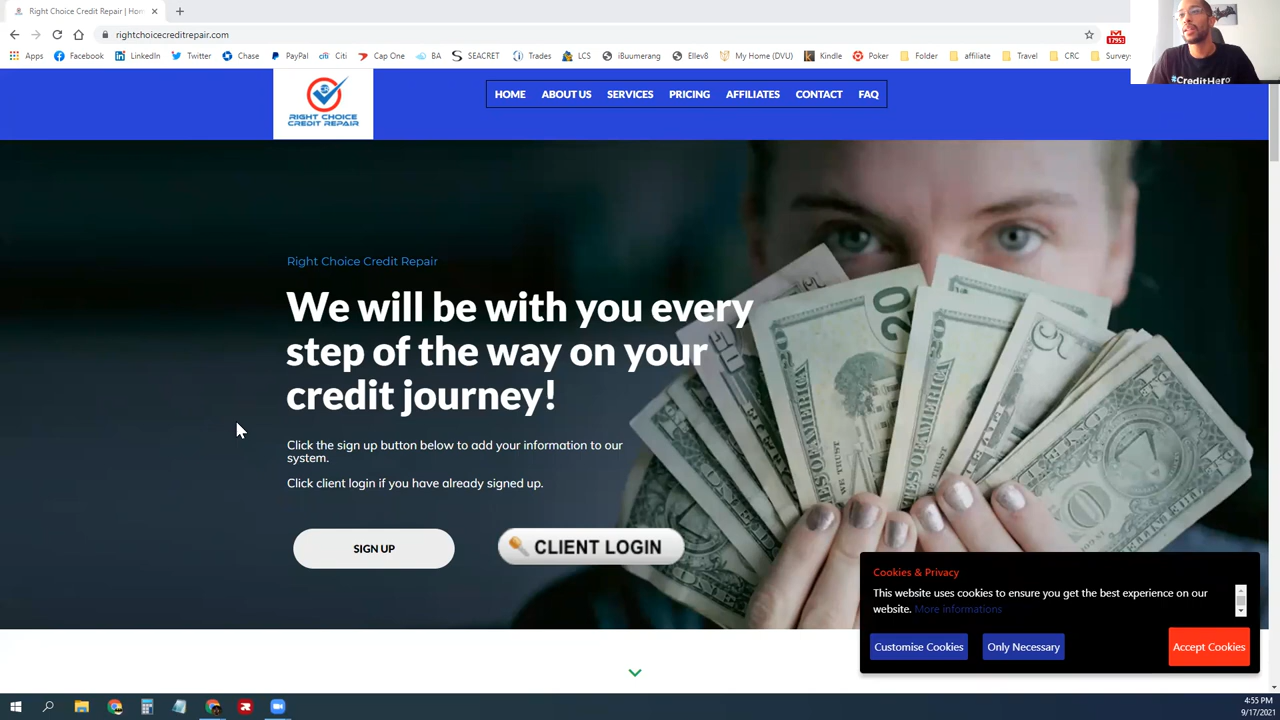 Right Choice Credit Repair | Hom
rightchoicecreditrepair.com
17953
Apps Facebook LinkedIn Twitter Chase PayPal Citi Cap One BA SEACRET Trades LCS iBuumerang Ellev8 My Home (DVU) Kindle Poker Folder affiliate Travel CRC Surveys
#CreditHero
RIGHT CHOICE
CREDIT REPAIR
HOME ABOUT US SERVICES PRICING AFFILIATES CONTACT FAQ
Right Choice Credit Repair
We will be with you every
step of the way on your
credit journey!
Click the sign up button below to add your information to our
system.
Click client login if you have already signed up.
SIGN UP
CLIENT LOGIN
Cookies & Privacy
This website uses cookies to ensure you get the best experience on our
website. More informations
Customise Cookies Only Necessary Accept Cookies
4:55 PM
9/17/2021